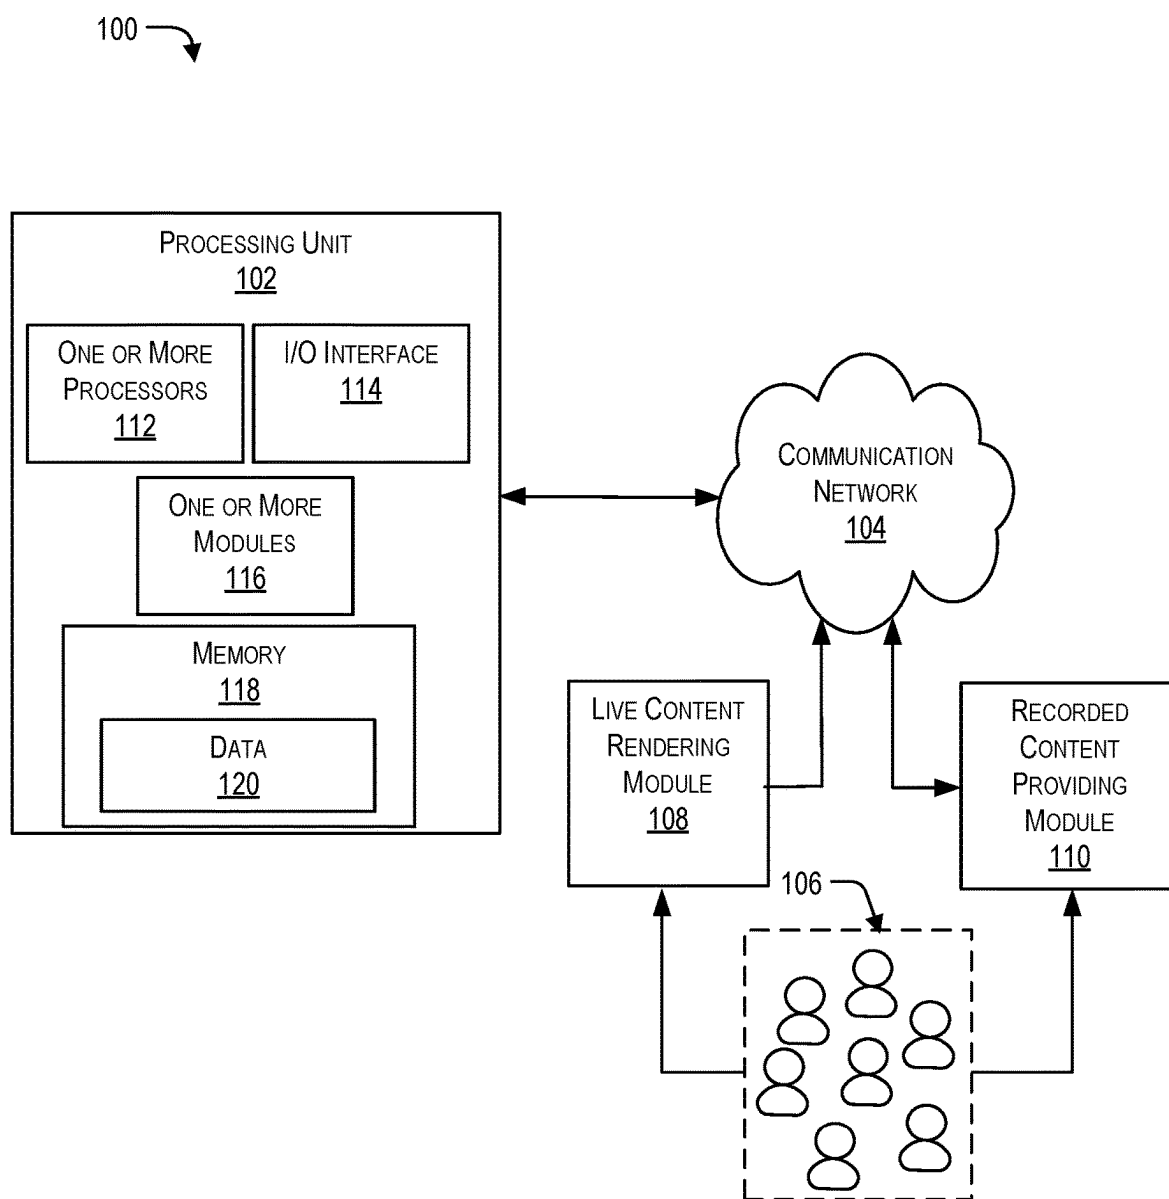 100
PROCESSING UNIT
102
ONE OR MORE
PROCESSORS
112
I/O INTERFACE
114
ONE OR MORE
MODULES
116
MEMORY
118
DATA
120
COMMUNICATION
NETWORK
104
LIVE CONTENT
RENDERING
MODULE
108
RECORDED
CONTENT
PROVIDING
MODULE
110
106